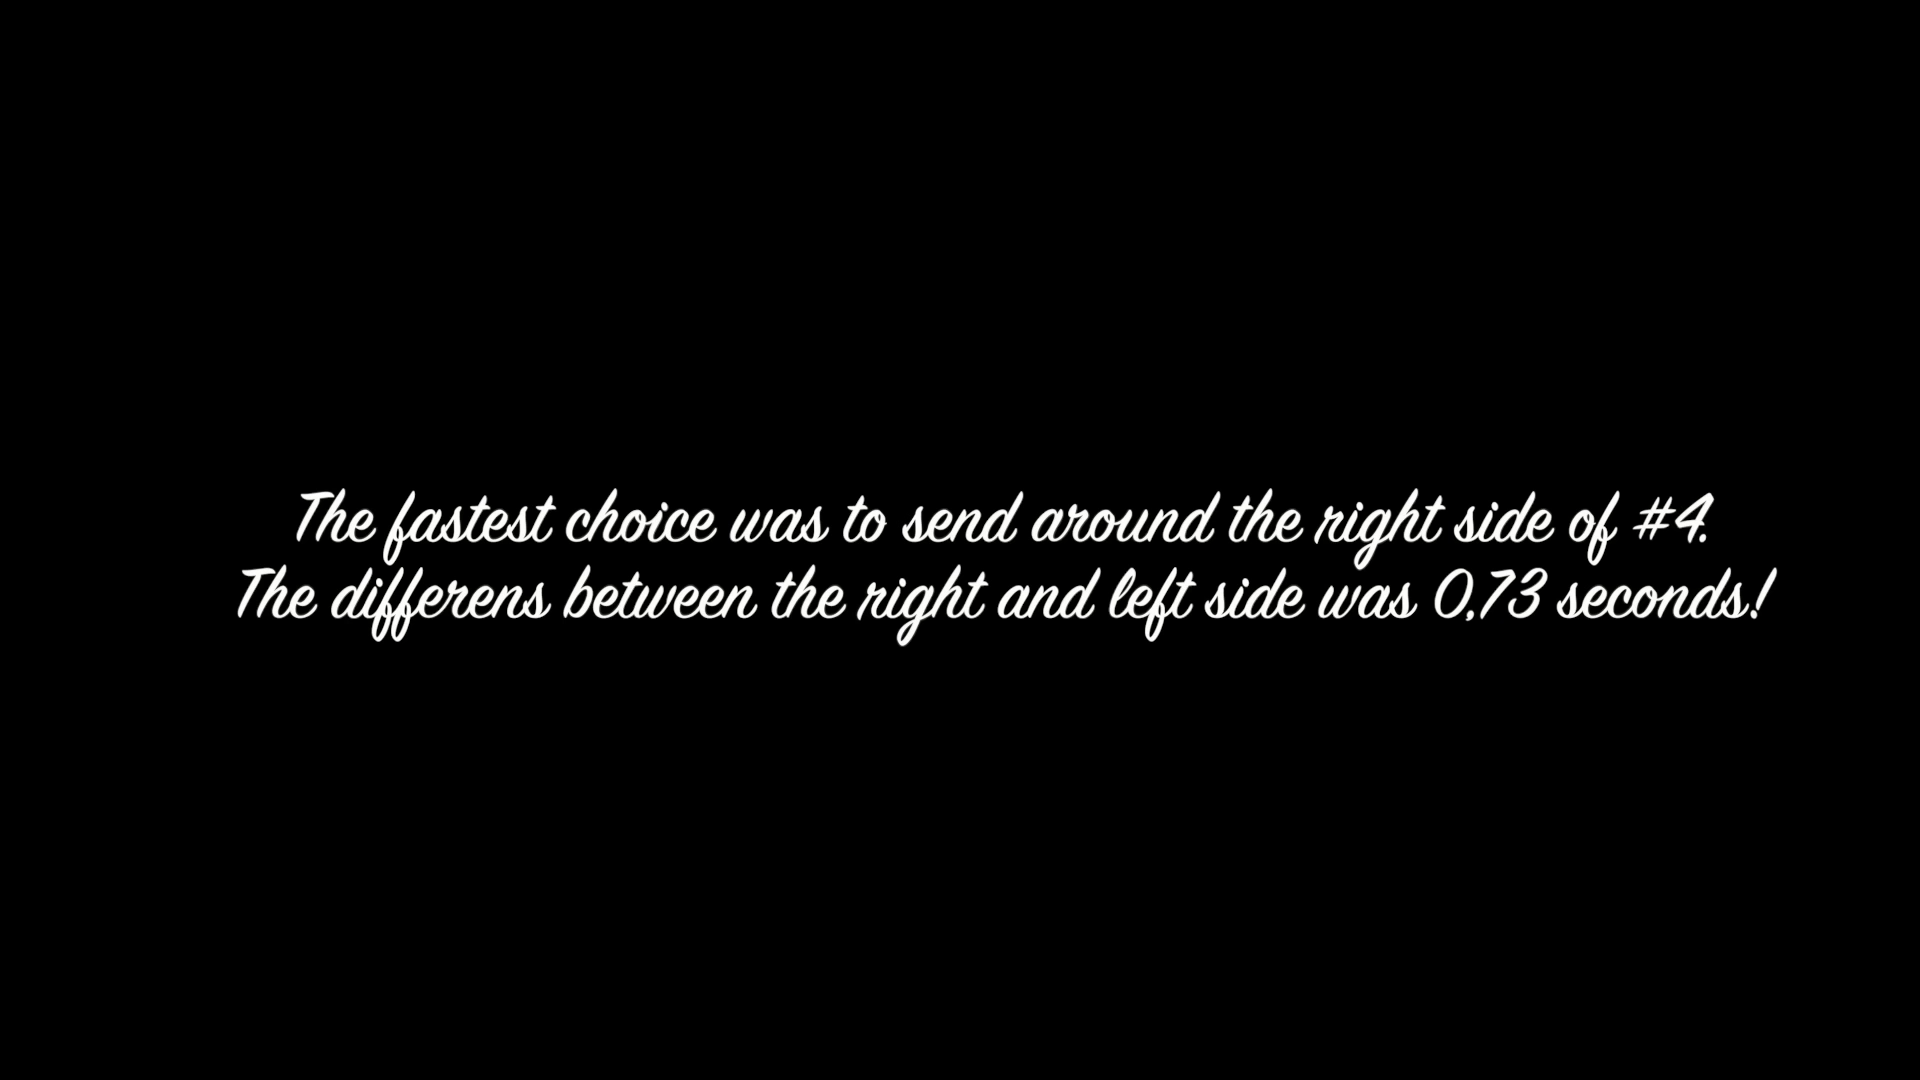 The fastest choice was to send around the right side of #4.
The differens between the right and left side was 0,73 seconds!